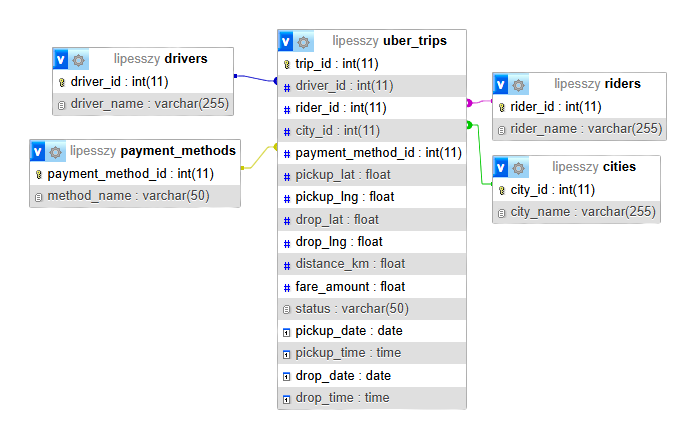 lipesszy drivers
driver_id : int(11)
driver_name : varchar(255)
lipesszy payment_methods
payment_method_id : int(11)
method_name : varchar(50)
lipesszy uber_trips
trip_id : int(11)
driver_id : int(11)
rider_id : int(11)
city_id : int(11)
payment_method_id : int(11)
pickup_lat : float
pickup_lng : float
drop_lat : float
drop_lng : float
distance_km : float
fare_amount : float
status : varchar(50)
pickup_date : date
pickup_time : time
drop_date : date
drop_time : time
lipesszy riders
rider_id : int(11)
rider_name : varchar(255)
lipesszy cities
city_id : int(11)
city_name : varchar(255)